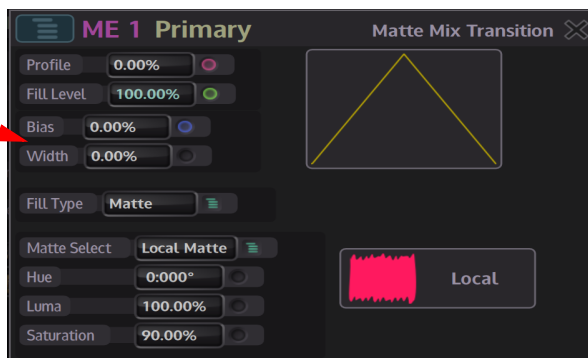 ME 1 Primary
Matte Mix Transition
Profile 0.00%
Fill Level 100.00%
Bias 0.00%
Width 0.00%
Fill Type Matte
Matte Select Local Matte
Hue 0:000°
Luma 100.00%
Saturation 90.00%
Local